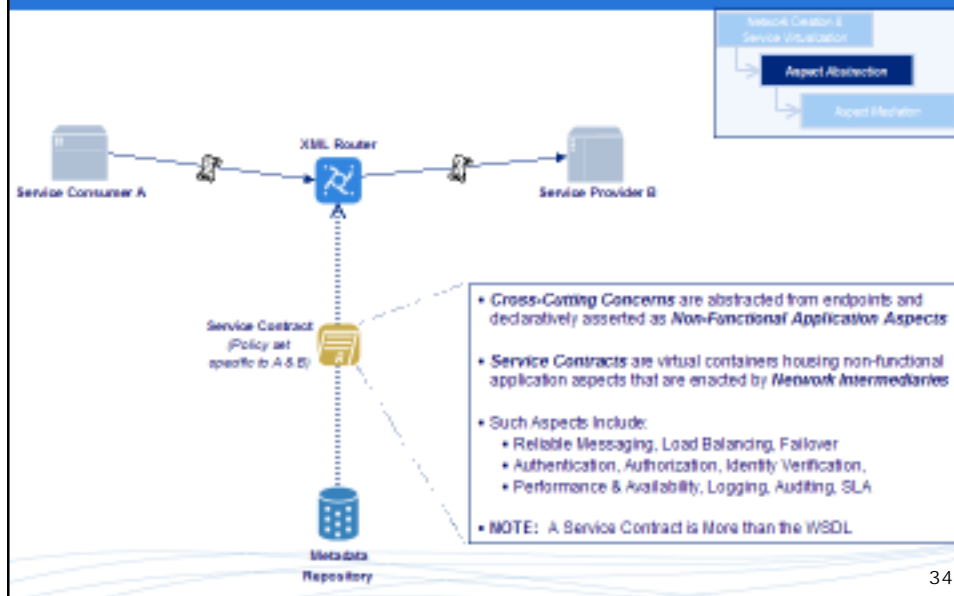 Network Creation &
Service Virtualization
Aspect Abstraction
Aspect Mediation
XML Router
Service Consumer A
Service Provider B
Service Contract
(Policy set
specific to A & B)
A
• Cross-Cutting Concerns are abstracted from endpoints and
declaratively asserted as Non-Functional Application Aspects
• Service Contracts are virtual containers housing non-functional
application aspects that are enacted by Network Intermediaries
• Such Aspects Include:
• Reliable Messaging, Load Balancing, Failover
• Authentication, Authorization, Identity Verification,
• Performance & Availability, Logging, Auditing, SLA
• NOTE: A Service Contract is More than the WSDL
Metadata
Repository
34